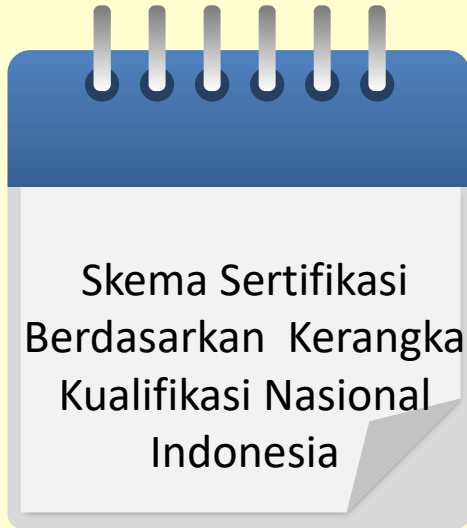 Skema Sertifikasi
Berdasarkan Kerangka
Kualifikasi Nasional
Indonesia